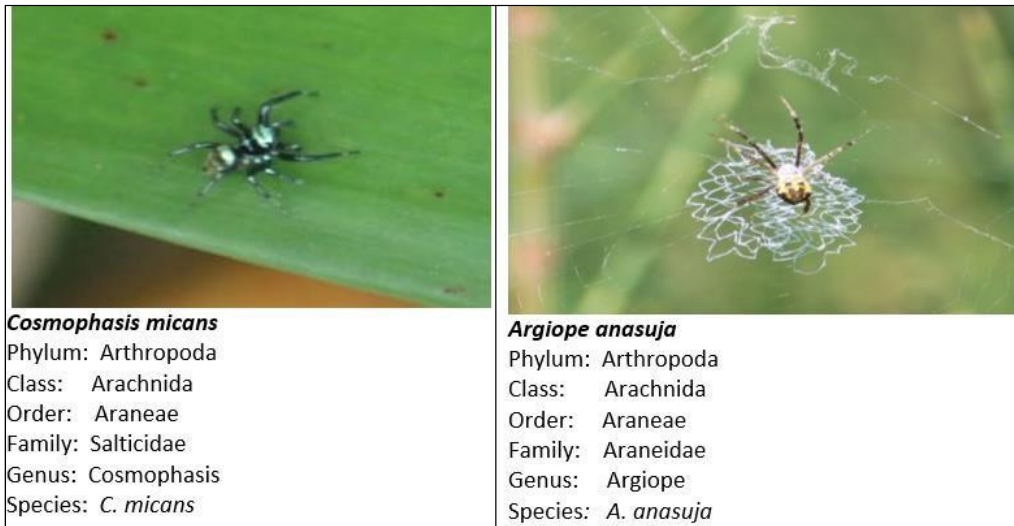 Cosmophasis micans
Phylum: Arthropoda
Class: Arachnida
Order: Araneae
Family: Salticidae
Genus: Cosmophasis
Species: C. micans
Argiope anasuja
Phylum: Arthropoda
Class: Arachnida
Order: Araneae
Family: Araneidae
Genus: Argiope
Species: A. anasuja